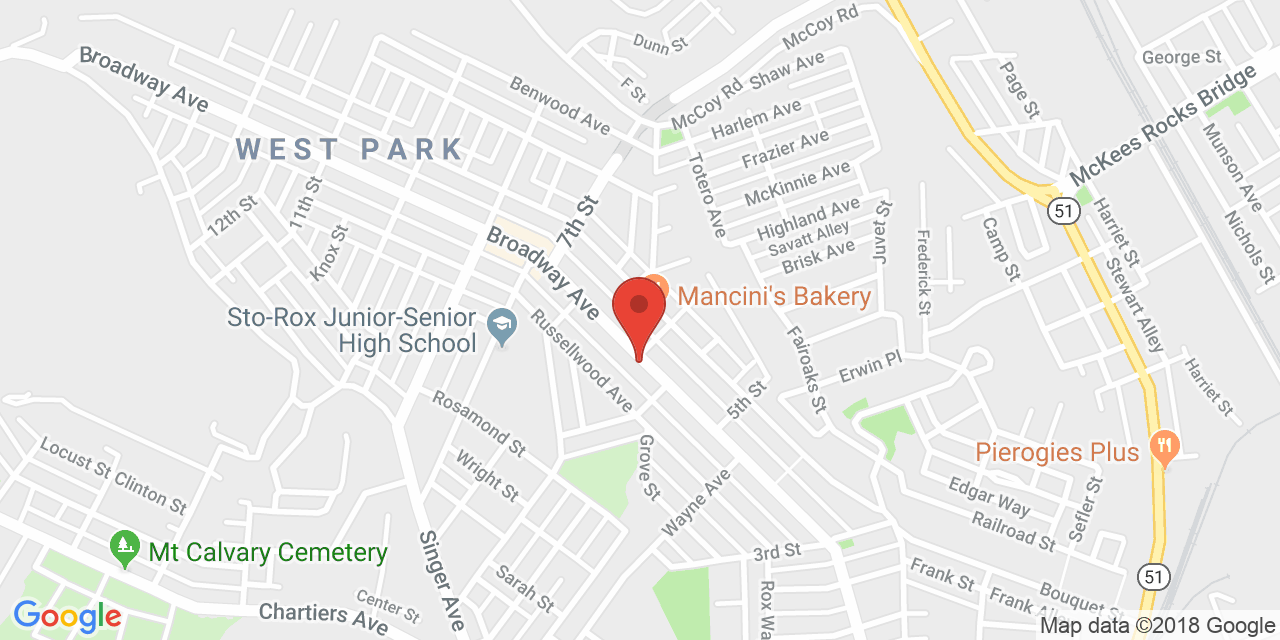 McCoy Rd
Dunn St
Broadway Ave
George St
Shaw Ave
Page St
F St
Benwood Ave
McCoy Rd
Harlem Ave
McKees Rocks Bridge
WEST PARK
Frazier Ave
Munson Ave
Totero Ave
McKinnie Ave
11th St
12th St
7th St
51
Highland Ave
Juvet St
Harriet St
Savatt Alley
Nichols St
Knox St
Broadway Ave
Brisk Ave
Frederick St
Camp St
Mancini's Bakery
Stewart Alley
Sto-Rox Junior-Senior
High School
Russellwood Ave
Fairoaks St
Erwin Pl
Harriet St
5th St
Rosamond St
Pierogies Plus
Grove St
Locust St
Clinton St
Wright St
Edgar Way
Wayne Ave
Sefler St
Railroad St
Mt Calvary Cemetery
3rd St
Singer Ave
Frank St
51
Sarah St
Center St
Rox Wa
Bouquet St
Frank Al
Chartiers Ave
Google
Map data ©2018 Google